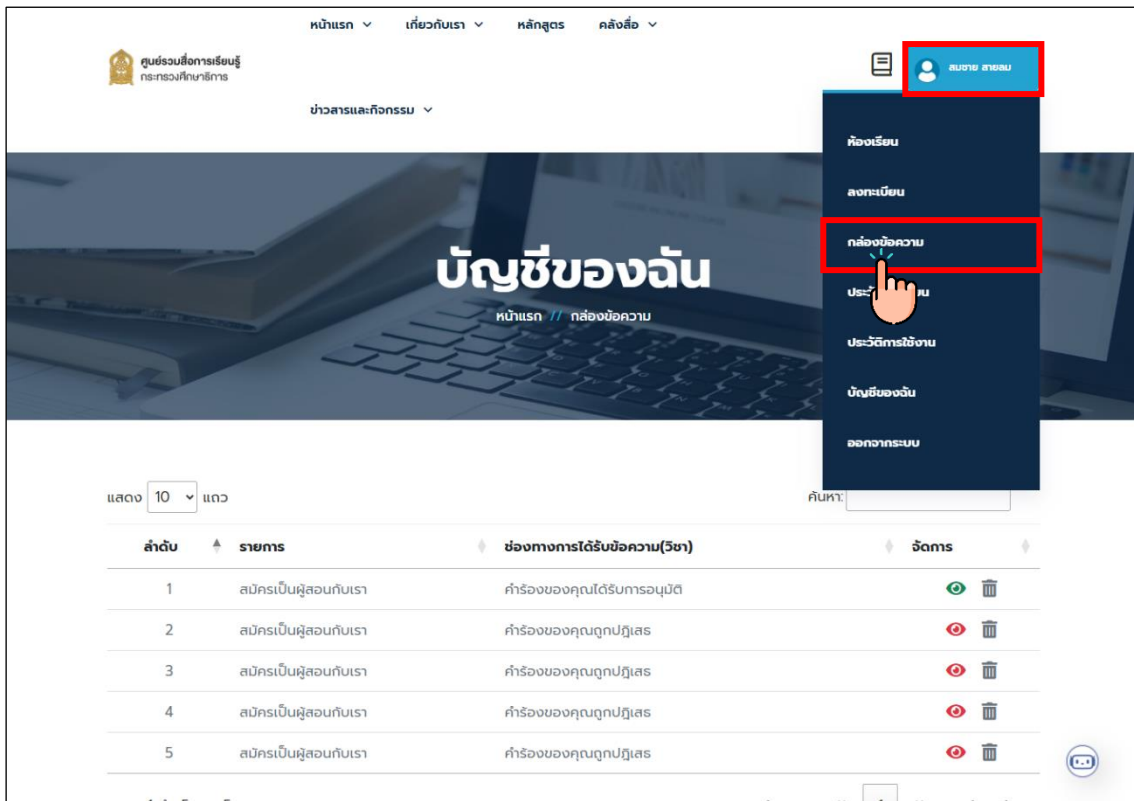 หน้าแรก เกี่ยวกับเรา หลักสูตร คลังสื่อ
ศูนย์รวมสื่อการเรียนรู้
กระทรวงศึกษาธิการ
สมชาย สายลม
ข่าวสารและกิจกรรม
ห้องเรียน
ลงทะเบียน
กล่องข้อความ
ประวัติการใช้งาน
บัญชีของฉัน
ออกจากระบบ
บัญชีของฉัน
หน้าแรก // กล่องข้อความ
แสดง 10 แถว
ค้นหา:
ลำดับ รายการ ช่องทางการได้รับข้อความ(วิชา) จัดการ
1 สมัครเป็นผู้สอนกับเรา คำร้องของคุณได้รับการอนุมัติ
2 สมัครเป็นผู้สอนกับเรา คำร้องของคุณถูกปฏิเสธ
3 สมัครเป็นผู้สอนกับเรา คำร้องของคุณถูกปฏิเสธ
4 สมัครเป็นผู้สอนกับเรา คำร้องของคุณถูกปฏิเสธ
5 สมัครเป็นผู้สอนกับเรา คำร้องของคุณถูกปฏิเสธ